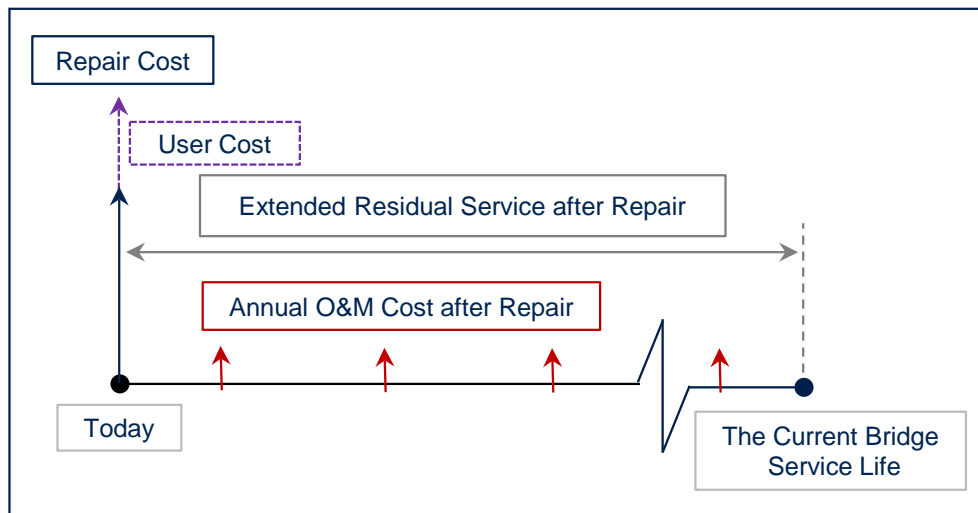 Repair Cost
User Cost
Extended Residual Service after Repair
Annual O&M Cost after Repair
Today
The Current Bridge
Service Life